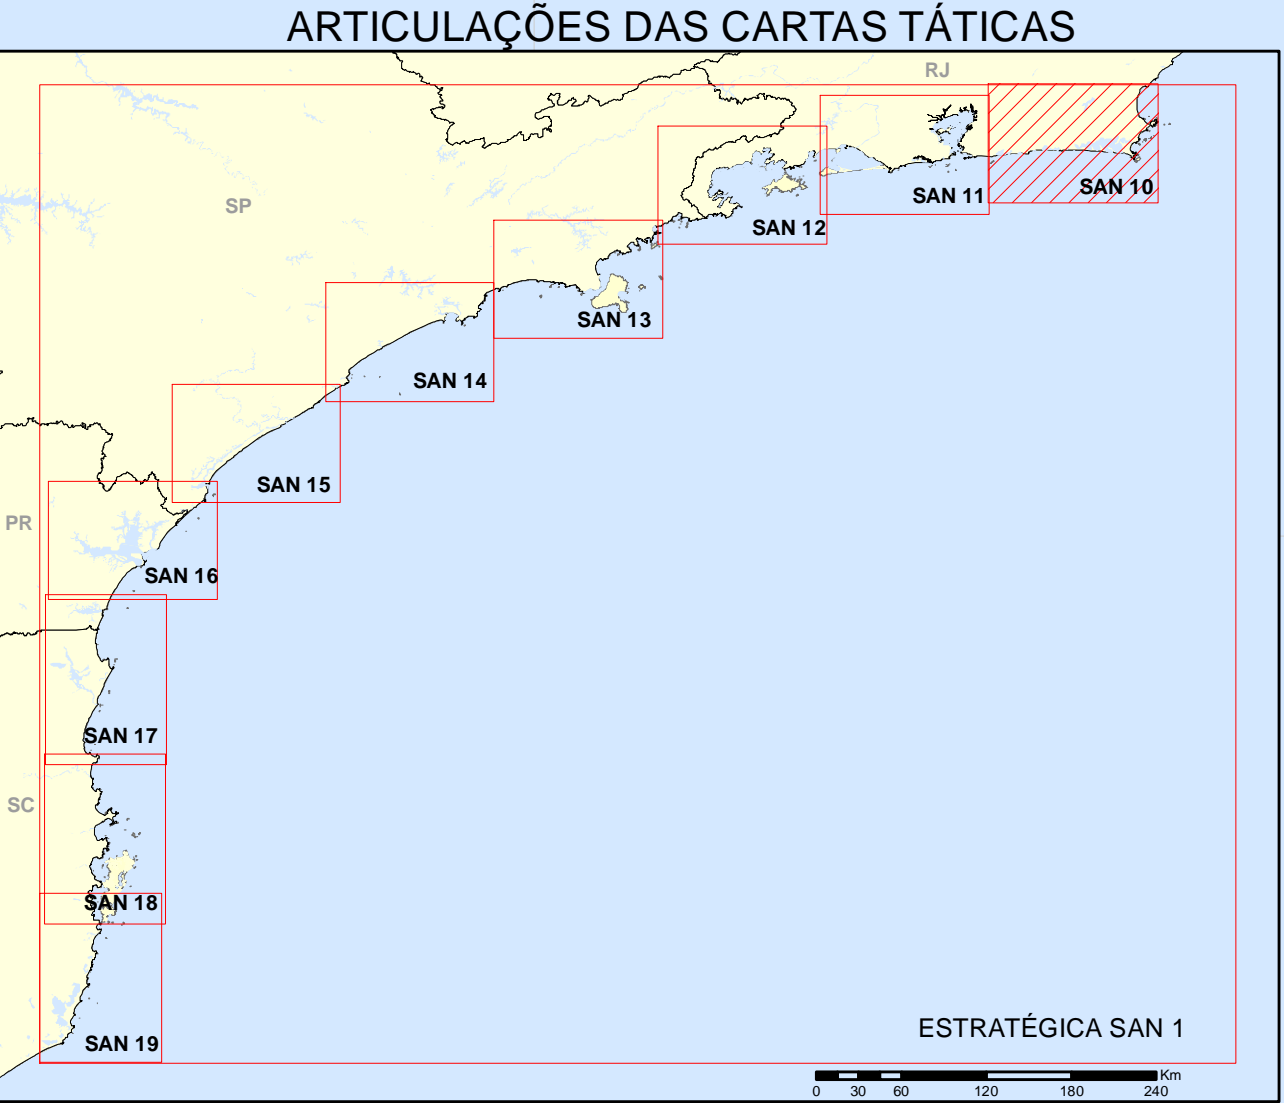 ARTICULAÇÕES DAS CARTAS TÁTICAS
RJ
SP
SAN 10
SAN 11
SAN 12
SAN 13
SAN 14
SAN 15
PR
SAN 16
SAN 17
SC
SAN 18
SAN 19
ESTRATÉGICA SAN 1
Km
0 30 60 120 180 240